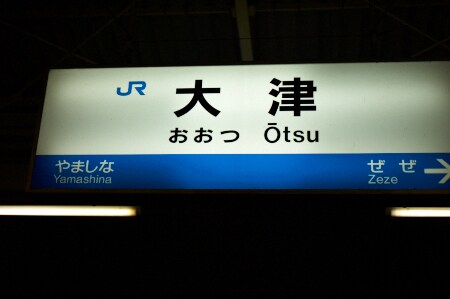 JR 大津
おおつ Ōtsu
やましな ぜぜ →
Yamashina Zeze